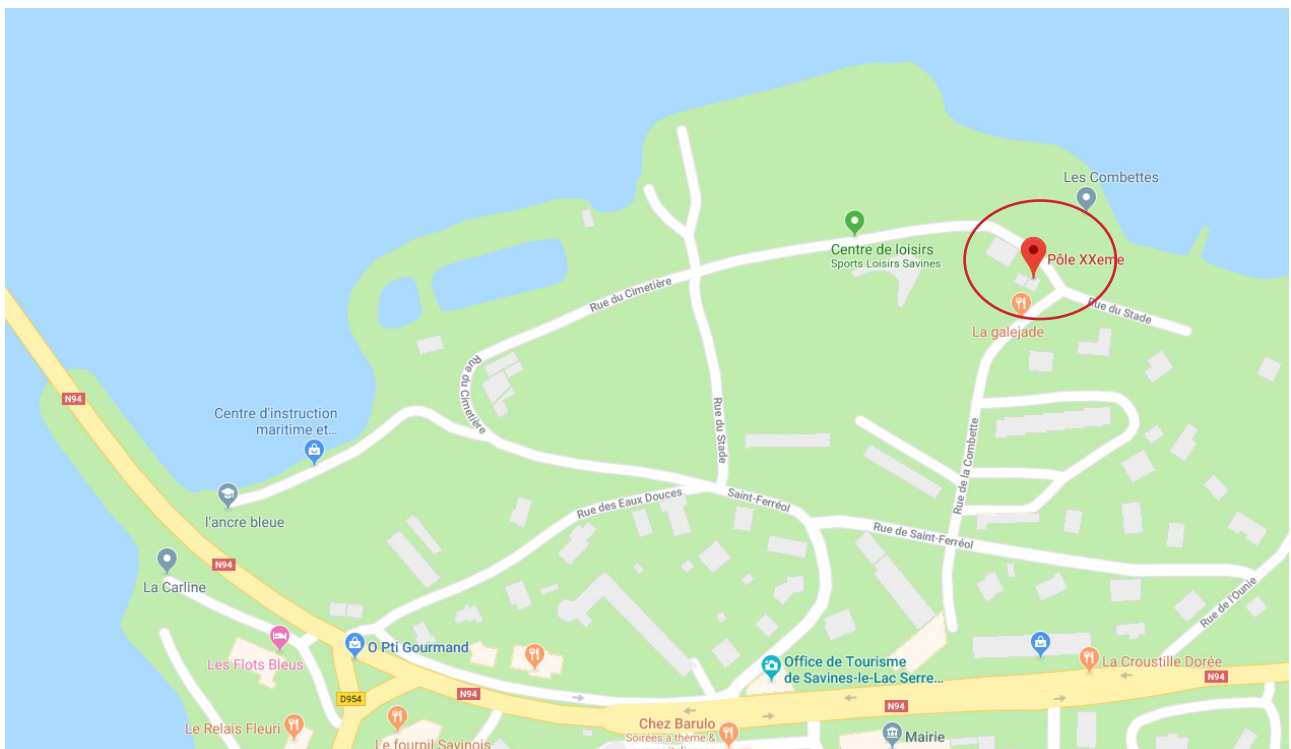 Les Combettes
Centre de loisirs
Sports Loisirs Savines
Pôle XXeme
Rue du Cimetière
Rue du Stade
La galejade
Rue du Cimetière
N94
Centre d'instruction
maritime et...
Rue du Stade
Rue de la Combette
l'ancre bleue
Rue des Eaux Douces
Saint-Ferréol
Rue de Saint-Ferréol
N94
La Carline
Rue de l'Ounie
Les Flots Bleus
O Pti Gourmand
Office de Tourisme
de Savines-le-Lac Serre...
La Croustille Dorée
D954
N94
N94
N94
Le Relais Fleuri
Le fournil Savinois
Chez Barulo
Soirées à thème &
Mairie